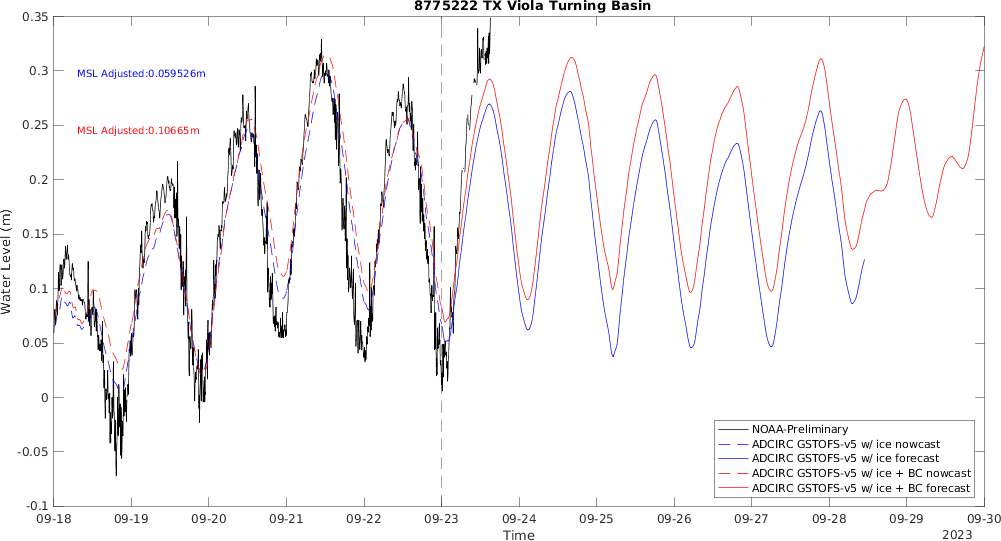 8775222 TX Viola Turning Basin
0.35
0.3
0.25
0.2
0.15
0.1
0.05
0
-0.05
-0.1
Water Level (m)
MSL Adjusted:0.059526m
MSL Adjusted:0.10665m
NOAA-Preliminary
ADCIRC GSTOFS-v5 w/ ice nowcast
ADCIRC GSTOFS-v5 w/ ice forecast
ADCIRC GSTOFS-v5 w/ ice + BC nowcast
ADCIRC GSTOFS-v5 w/ ice + BC forecast
09-18 09-19 09-20 09-21 09-22 09-23 09-24 09-25 09-26 09-27 09-28 09-29 09-30
Time
2023